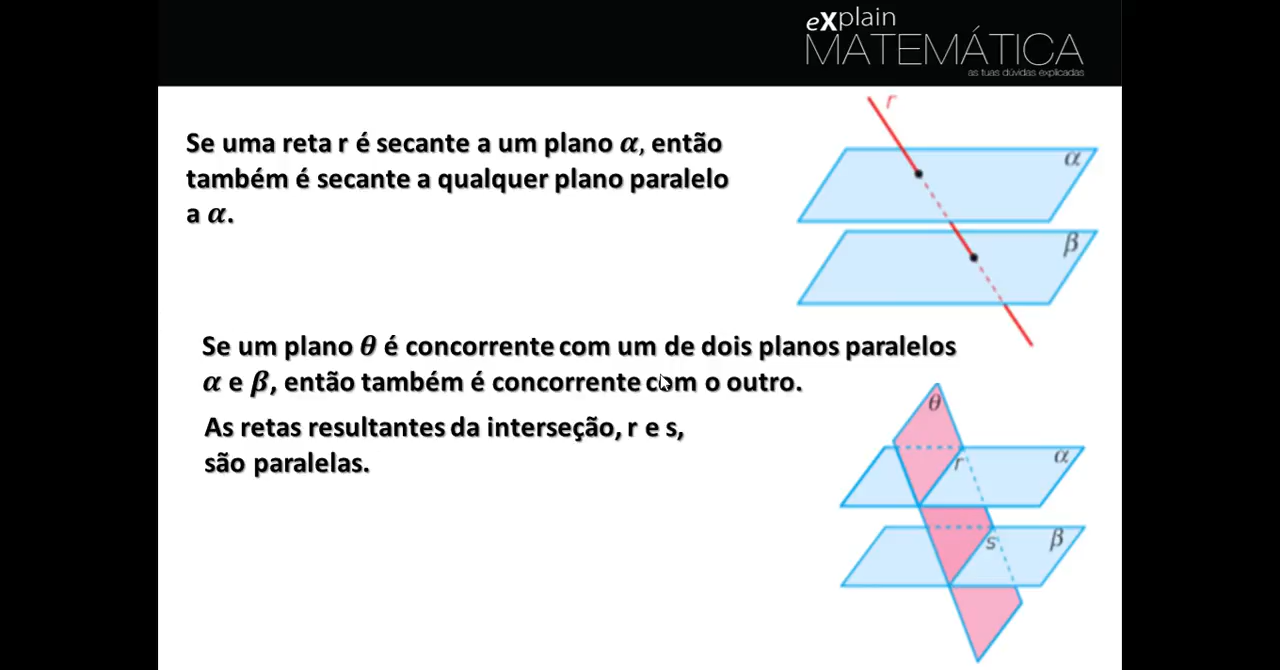 eXplain
MATEMÁTICA
as tuas dúvidas explicadas
Se uma reta r é secante a um plano α, então
também é secante a qualquer plano paralelo
a α.
r
α
β
Se um plano θ é concorrente com um de dois planos paralelos
α e β, então também é concorrente com o outro.
As retas resultantes da interseção, r e s,
são paralelas.
θ
r
α
s
β